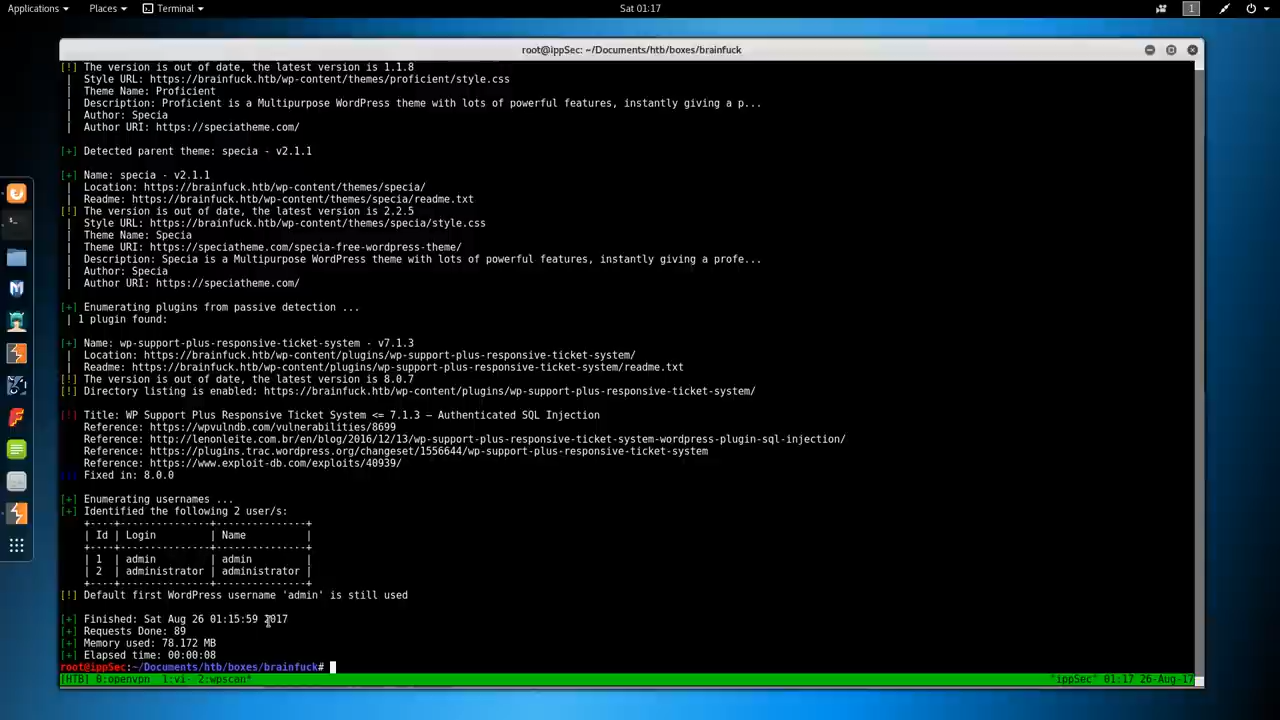 Applications Places Terminal Sat 01:17 1
root@ippSec: ~/Documents/htb/boxes/brainfuck
[!] The version is out of date, the latest version is 1.1.8
| Style URL: https://brainfuck.htb/wp-content/themes/proficient/style.css
| Theme Name: Proficient
| Description: Proficient is a Multipurpose WordPress theme with lots of powerful features, instantly giving a p...
| Author: Specia
| Author URI: https://speciatheme.com/
[+] Detected parent theme: specia - v2.1.1
[+] Name: specia - v2.1.1
| Location: https://brainfuck.htb/wp-content/themes/specia/
| Readme: https://brainfuck.htb/wp-content/themes/specia/readme.txt
[!] The version is out of date, the latest version is 2.2.5
| Style URL: https://brainfuck.htb/wp-content/themes/specia/style.css
| Theme Name: Specia
| Theme URI: https://speciatheme.com/specia-free-wordpress-theme/
| Description: Specia is a Multipurpose WordPress theme with lots of powerful features, instantly giving a profe...
| Author: Specia
| Author URI: https://speciatheme.com/
[+] Enumerating plugins from passive detection ...
| 1 plugin found:
[+] Name: wp-support-plus-responsive-ticket-system - v7.1.3
| Location: https://brainfuck.htb/wp-content/plugins/wp-support-plus-responsive-ticket-system/
| Readme: https://brainfuck.htb/wp-content/plugins/wp-support-plus-responsive-ticket-system/readme.txt
[!] The version is out of date, the latest version is 8.0.7
[!] Directory listing is enabled: https://brainfuck.htb/wp-content/plugins/wp-support-plus-responsive-ticket-system/
[!] Title: WP Support Plus Responsive Ticket System <= 7.1.3 – Authenticated SQL Injection
Reference: https://wpvulndb.com/vulnerabilities/8699
Reference: http://lenonleite.com.br/en/blog/2016/12/13/wp-support-plus-responsive-ticket-system-wordpress-plugin-sql-injection/
Reference: https://plugins.trac.wordpress.org/changeset/1556644/wp-support-plus-responsive-ticket-system
Reference: https://www.exploit-db.com/exploits/40939/
[i] Fixed in: 8.0.0
[+] Enumerating usernames ...
[+] Identified the following 2 user/s:
+----+---------------+---------------+
| Id | Login | Name |
+----+---------------+---------------+
| 1 | admin | admin |
| 2 | administrator | administrator |
+----+---------------+---------------+
[!] Default first WordPress username 'admin' is still used
[+] Finished: Sat Aug 26 01:15:59 2017
[+] Requests Done: 89
[+] Memory used: 78.172 MB
[+] Elapsed time: 00:00:08
root@ippSec:~/Documents/htb/boxes/brainfuck#
[HTB] 0:openvpn 1:vi- 2:wpscan* "ippSec" 01:17 26-Aug-17